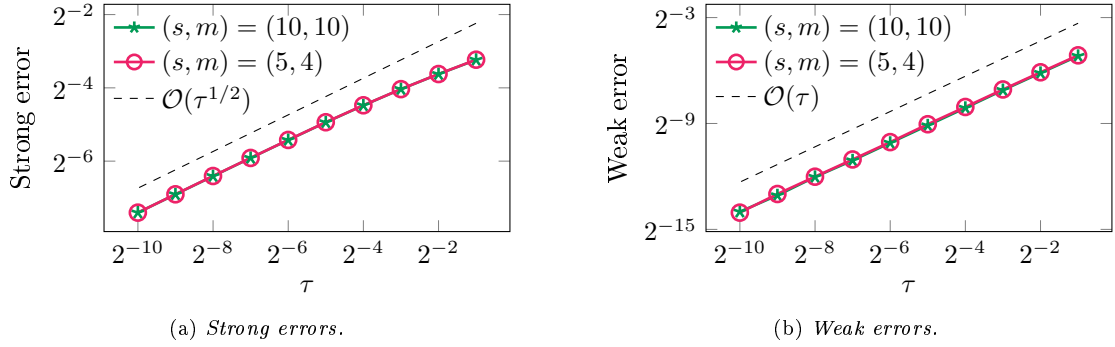 2^{-2}
2^{-4}
2^{-6}
Strong error
(s, m) = (10, 10)
(s, m) = (5, 4)
O(τ^{1/2})
2^{-10} 2^{-8} 2^{-6} 2^{-4} 2^{-2}
τ
(a) Strong errors.
2^{-3}
2^{-9}
2^{-15}
Weak error
(s, m) = (10, 10)
(s, m) = (5, 4)
O(τ)
2^{-10} 2^{-8} 2^{-6} 2^{-4} 2^{-2}
τ
(b) Weak errors.